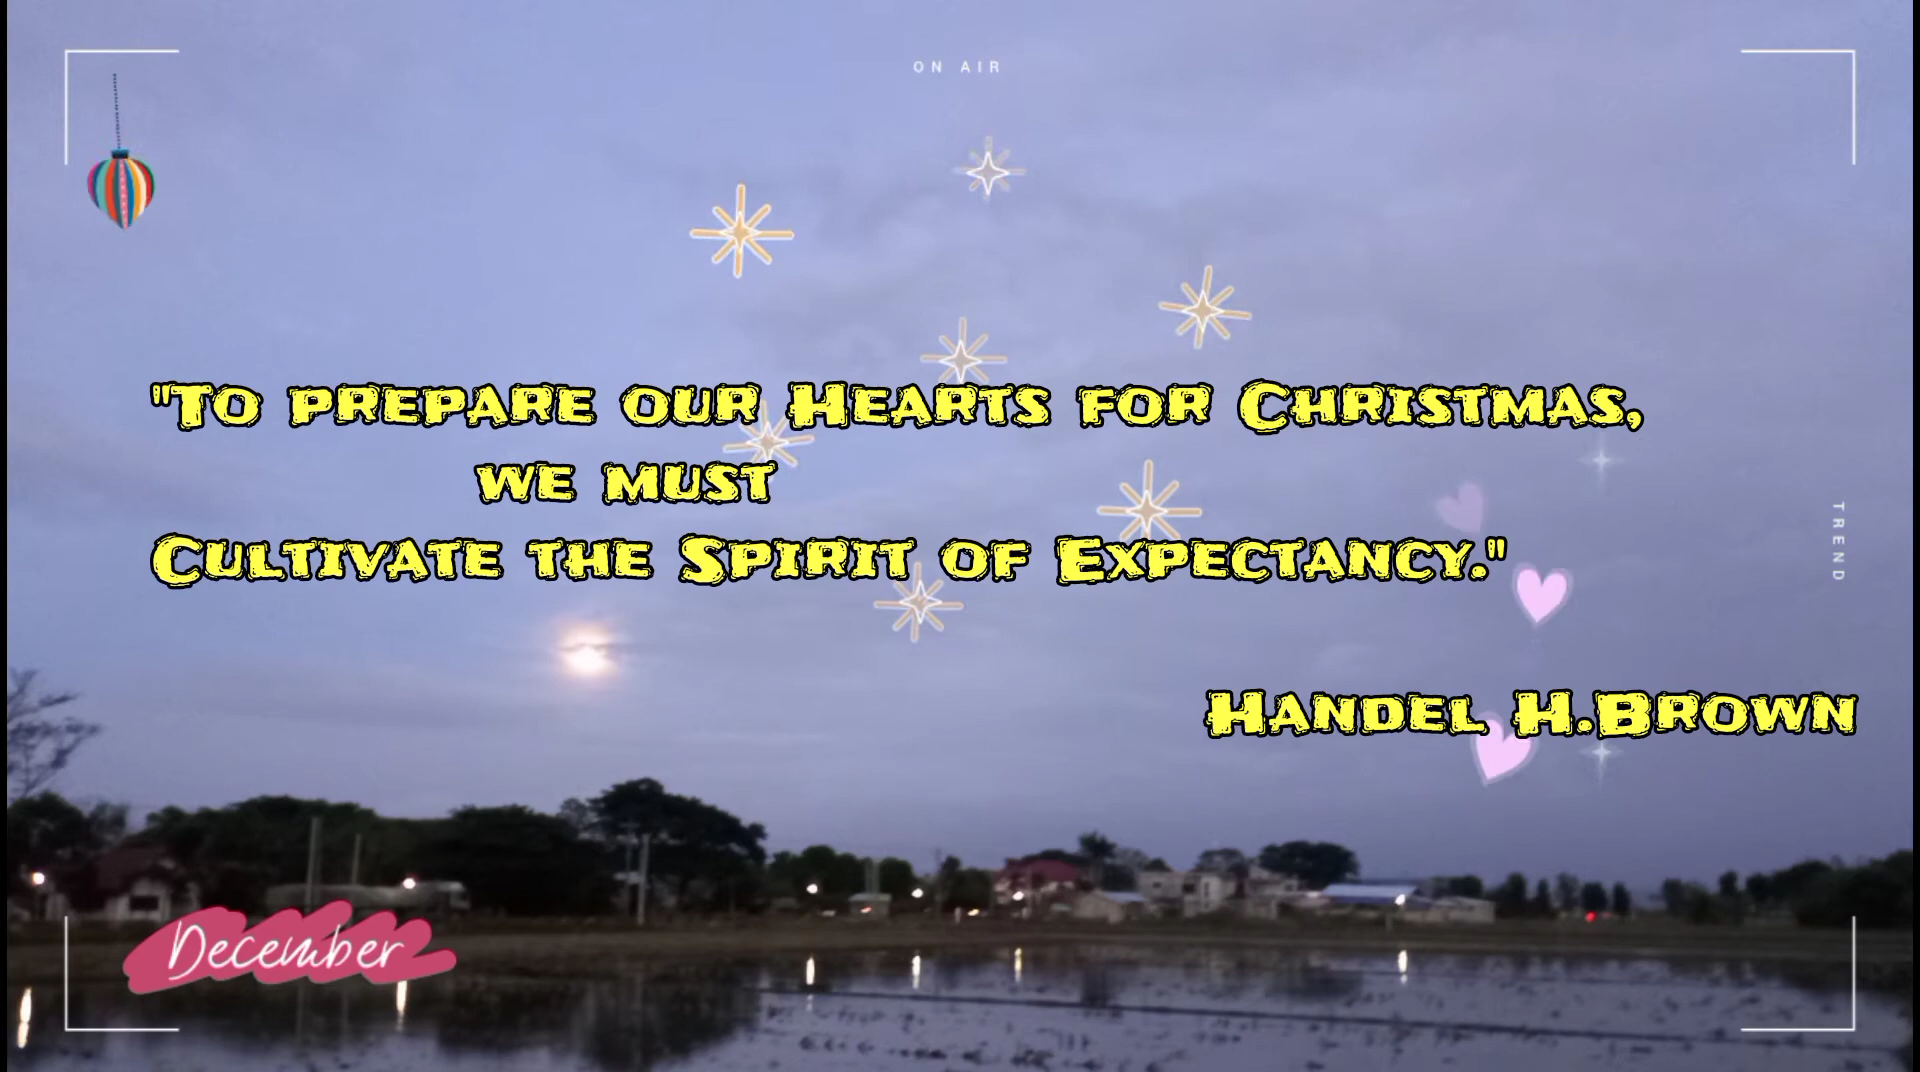 ON AIR
"To prepare our Hearts for Christmas,
we must
Cultivate the Spirit of Expectancy."
TREND
Handel H.Brown
December